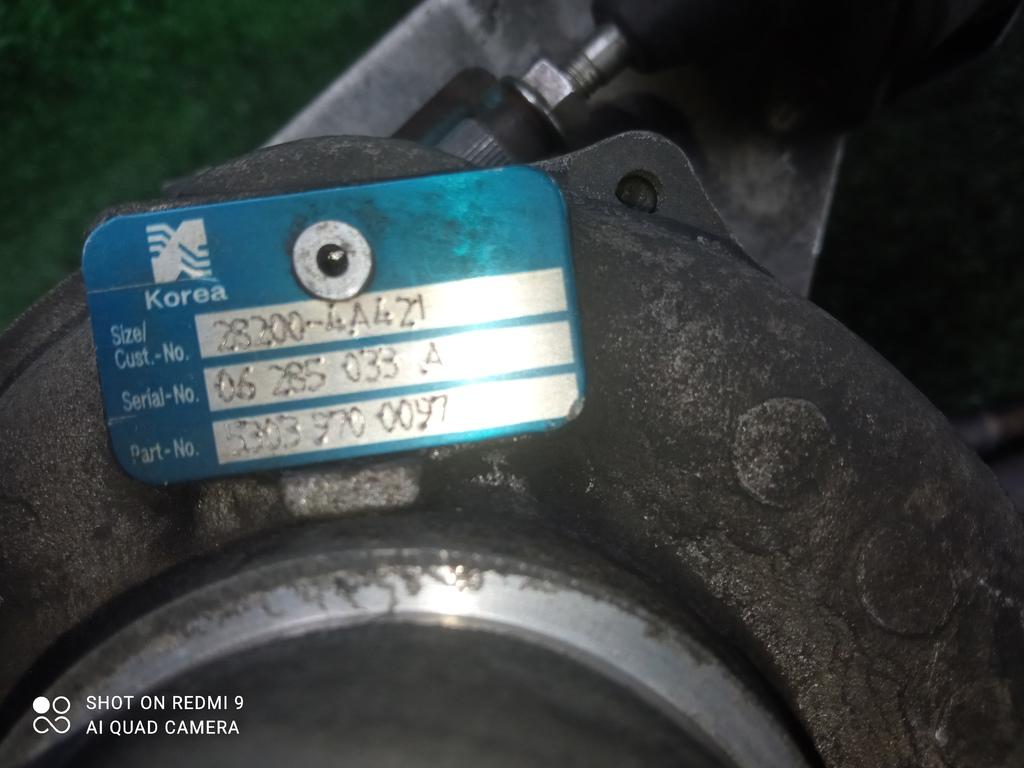 Korea
Size/
Cust.-No. 28200-4A421
Serial-No. 06 285 033 A
Part-No. 5303 970 0097
SHOT ON REDMI 9
AI QUAD CAMERA